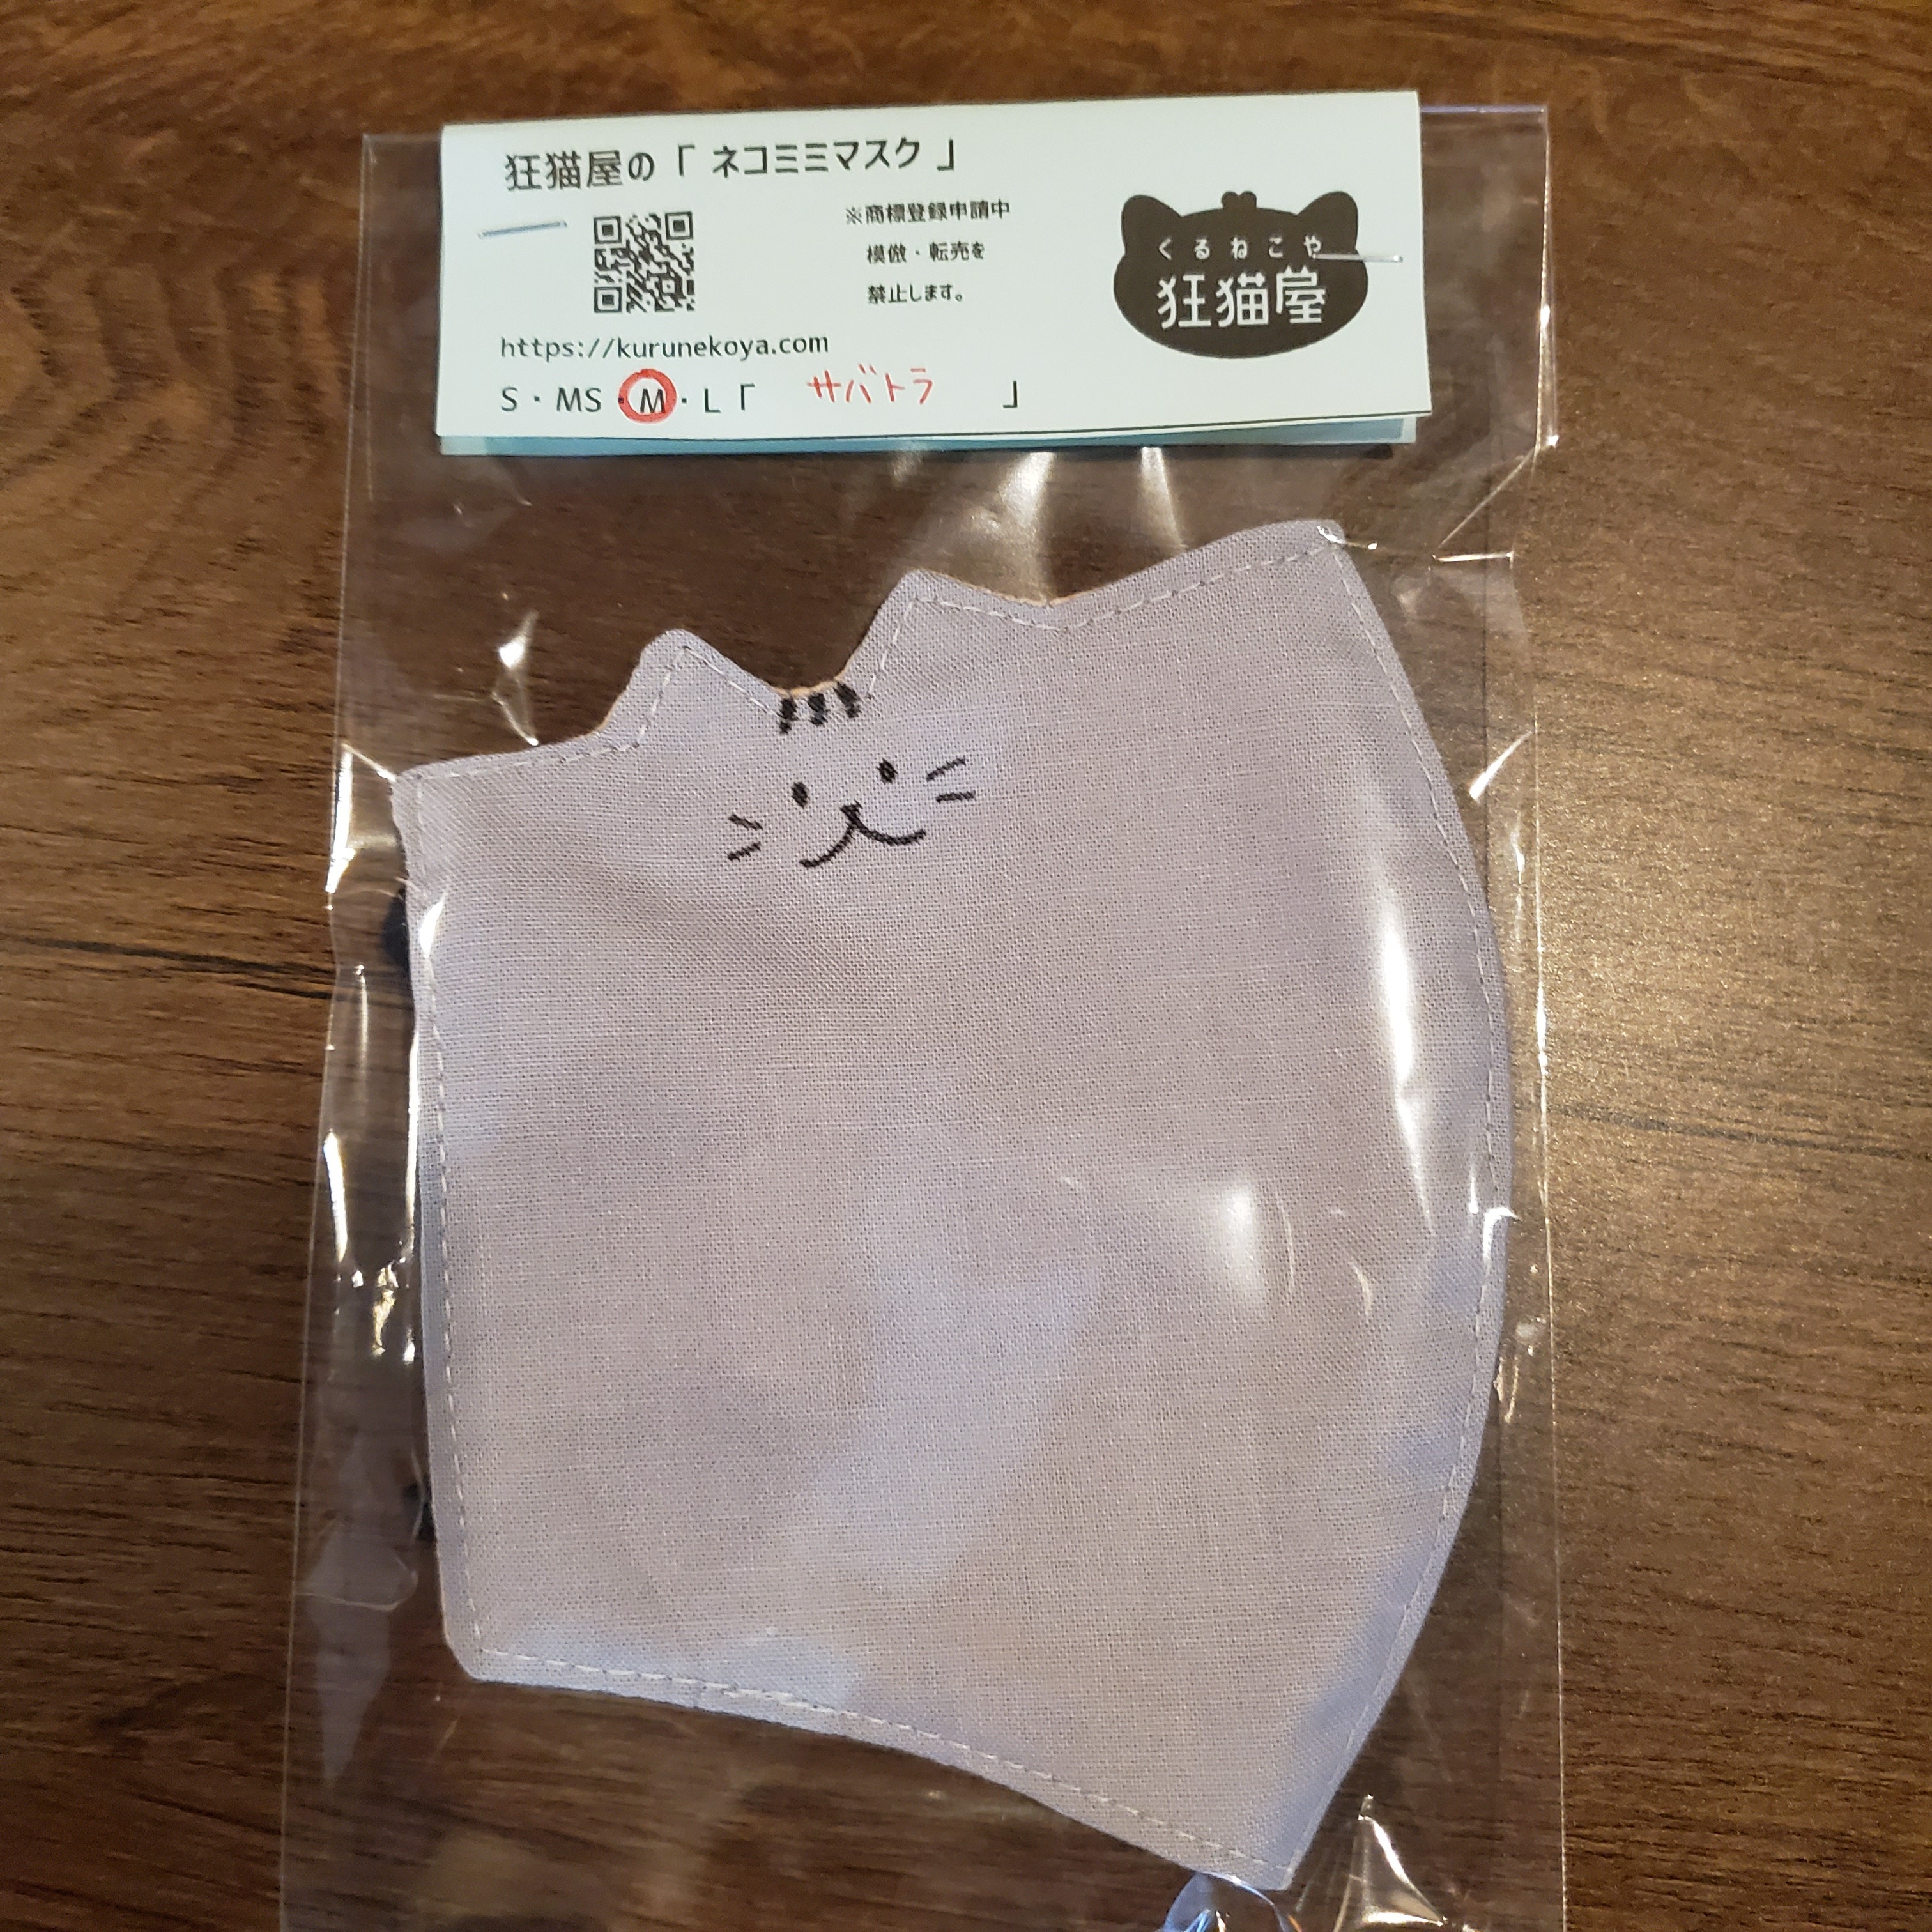 狂猫屋の「 ネコミミマスク 」
※商標登録申請中
模倣・転売を
禁止します。
くるねこや
狂猫屋
https://kurunekoya.com
S・MS・M・L「 サバトラ 」